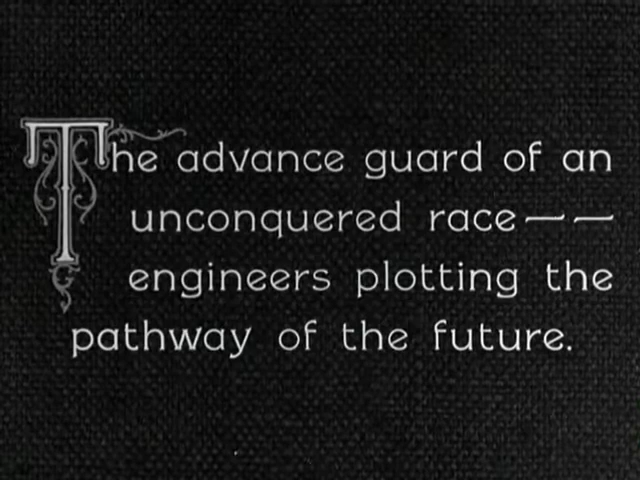 The advance guard of an
unconquered race——
engineers plotting the
pathway of the future.